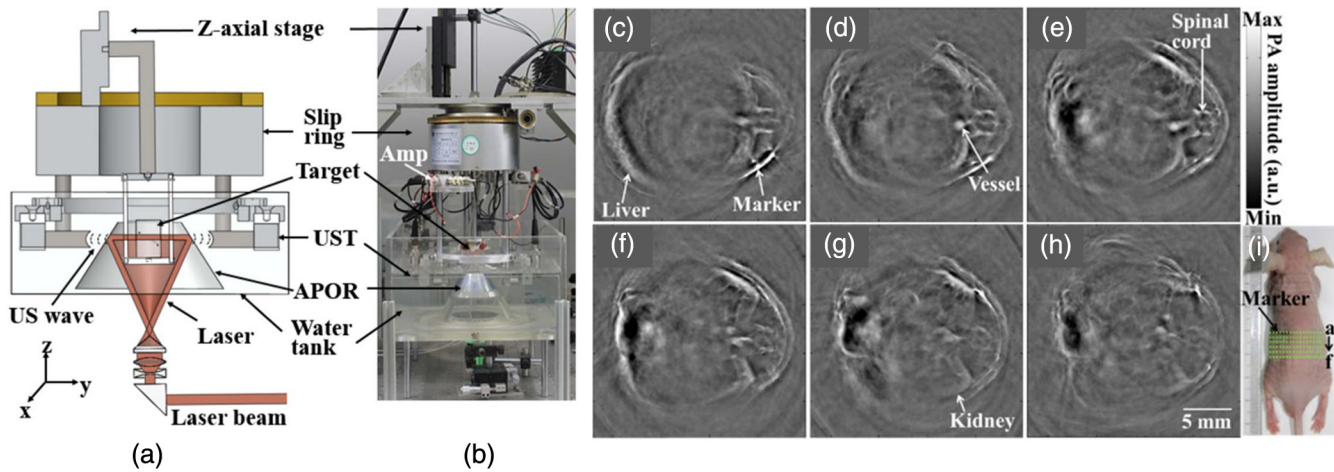 Z-axial stage
Slip
ring
Amp
Target
UST
APOR
US wave
Laser
Water
tank
z
y
x
Laser beam
(a)
(b)
(c)
Liver
Marker
(d)
Vessel
(e)
Spinal
cord
(f)
(g)
Kidney
(h)
5 mm
Max
PA amplitude (a.u.)
Min
(i)
Marker
a
f